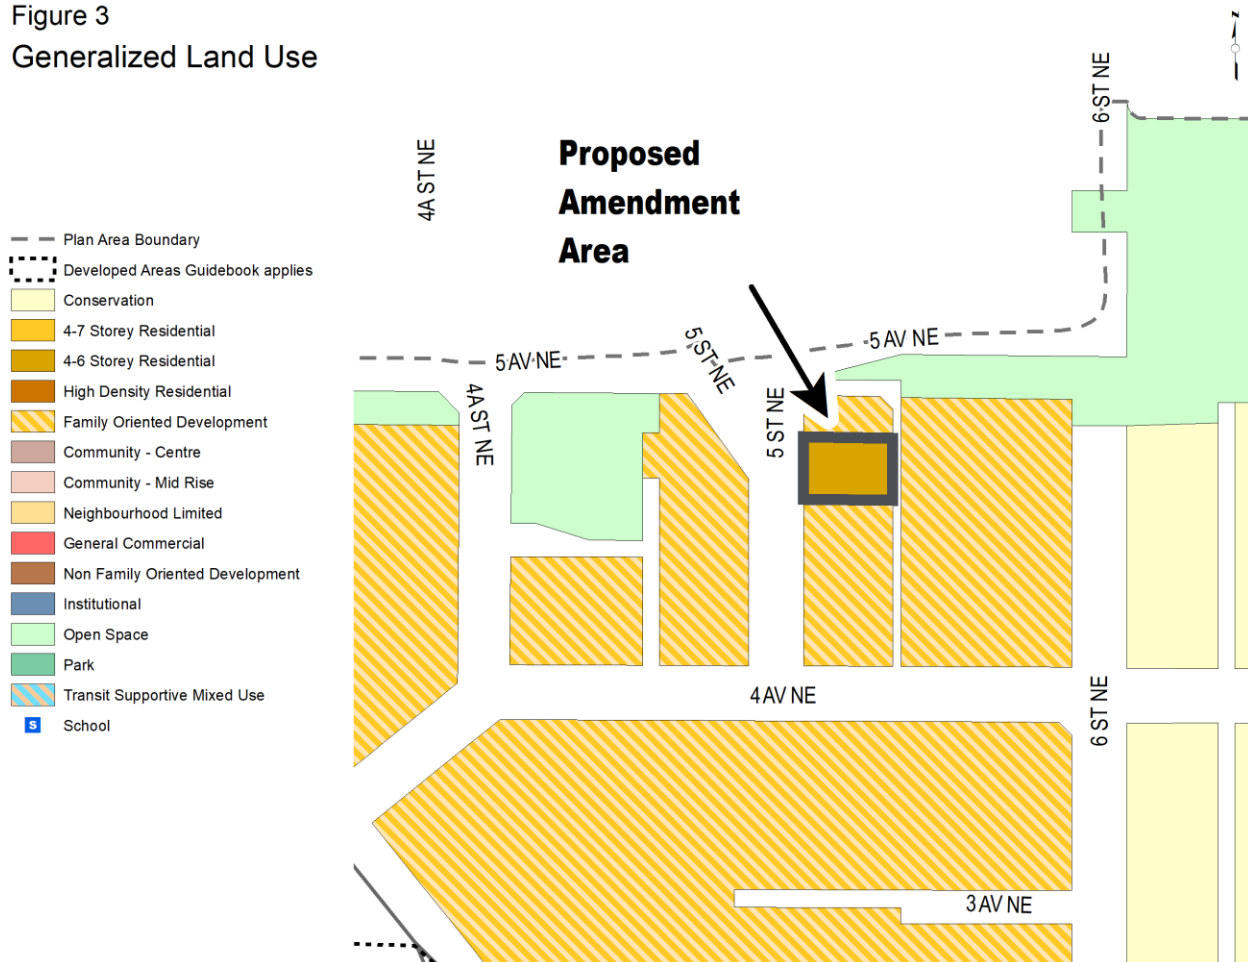 Figure 3
Generalized Land Use
Plan Area Boundary
Developed Areas Guidebook applies
Conservation
4-7 Storey Residential
4-6 Storey Residential
High Density Residential
Family Oriented Development
Community - Centre
Community - Mid Rise
Neighbourhood Limited
General Commercial
Non Family Oriented Development
Institutional
Open Space
Park
Transit Supportive Mixed Use
S
School
Proposed
Amendment
Area
N
4A ST NE
6 ST NE
5 AV NE
5 ST NE
5 AV NE
4A ST NE
5 ST NE
4 AV NE
6 ST NE
3 AV NE